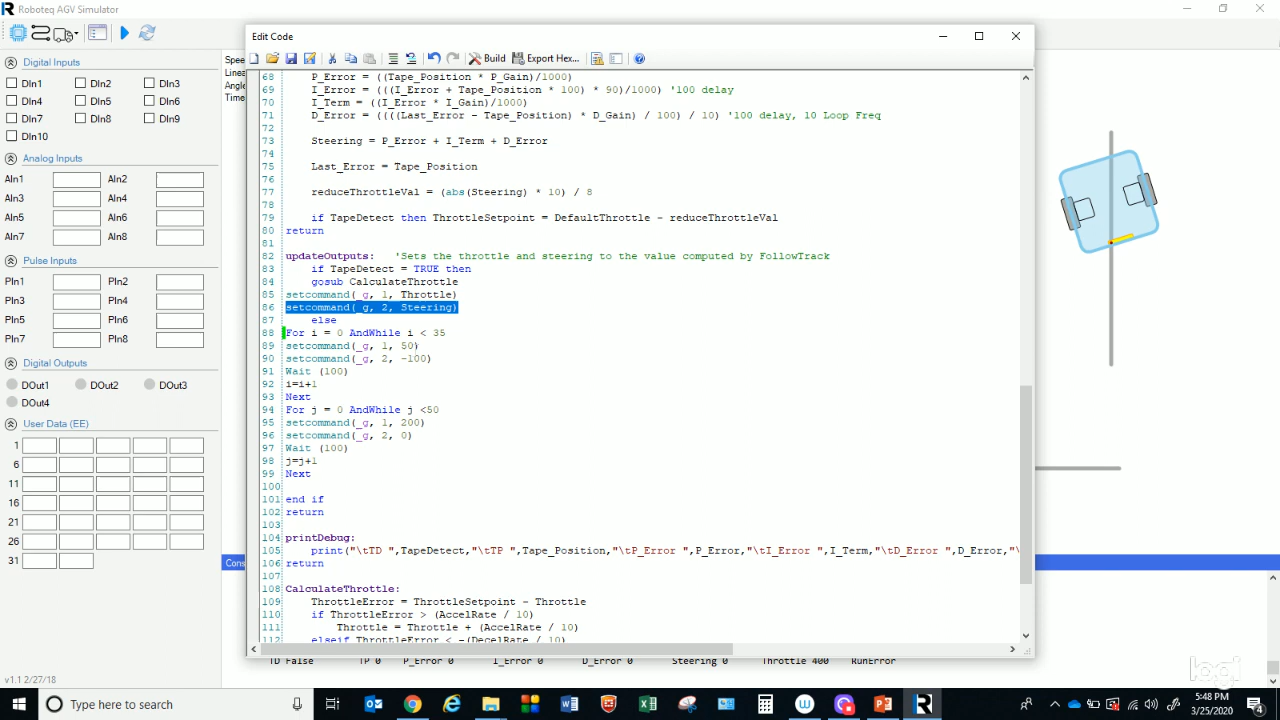 Roboteq AGV Simulator
Edit Code
Build
Export Hex...
Digital Inputs
DIn1 DIn2 DIn3
DIn4 DIn5 DIn6
DIn7 DIn8 DIn9
DIn10
Analog Inputs
AIn1 AIn2
AIn3 AIn4
AIn5 AIn6
AIn7 AIn8
Pulse Inputs
PIn1 PIn2
PIn3 PIn4
PIn5 PIn6
PIn7 PIn8
Digital Outputs
DOut1 DOut2 DOut3
DOut4
User Data (EE)
1
6
11
16
21
26
31
v1.1 2/27/18
Spee
Linea
Angle
Time
68 P_Error = ((Tape_Position * P_Gain)/1000)
69 I_Error = (((I_Error + Tape_Position * 100) * 90)/1000) '100 delay
70 I_Term = ((I_Error * I_Gain)/1000)
71 D_Error = ((((Last_Error - Tape_Position) * D_Gain) / 100) / 10) '100 delay, 10 Loop Freq
72
73 Steering = P_Error + I_Term + D_Error
74
75 Last_Error = Tape_Position
76
77 reduceThrottleVal = (abs(Steering) * 10) / 8
78
79 if TapeDetect then ThrottleSetpoint = DefaultThrottle - reduceThrottleVal
80 return
81
82 updateOutputs: 'Sets the throttle and steering to the value computed by FollowTrack
83 if TapeDetect = TRUE then
84 gosub CalculateThrottle
85 setcommand(_g, 1, Throttle)
86 setcommand(_g, 2, Steering)
87 else
88 For i = 0 AndWhile i < 35
89 setcommand(_g, 1, 50)
90 setcommand(_g, 2, -100)
91 Wait (100)
92 i=i+1
93 Next
94 For j = 0 AndWhile j <50
95 setcommand(_g, 1, 200)
96 setcommand(_g, 2, 0)
97 Wait (100)
98 j=j+1
99 Next
100
101 end if
102 return
103
104 printDebug:
105 print("\tTD ",TapeDetect,"\tTP ",Tape_Position,"\tP_Error ",P_Error,"\tI_Error ",I_Term,"\tD_Error ",D_Error,"\
106 return
107
108 CalculateThrottle:
109 ThrottleError = ThrottleSetpoint - Throttle
110 if ThrottleError > (AccelRate / 10)
111 Throttle = Throttle + (AccelRate / 10)
112 elseif ThrottleError < -(DecelRate / 10)
Cons
TD False TP 0 P_Error 0 I_Error 0 D_Error 0 Steering 0 Throttle 400 RunError
logi
Type here to search
5:48 PM
3/25/2020
4